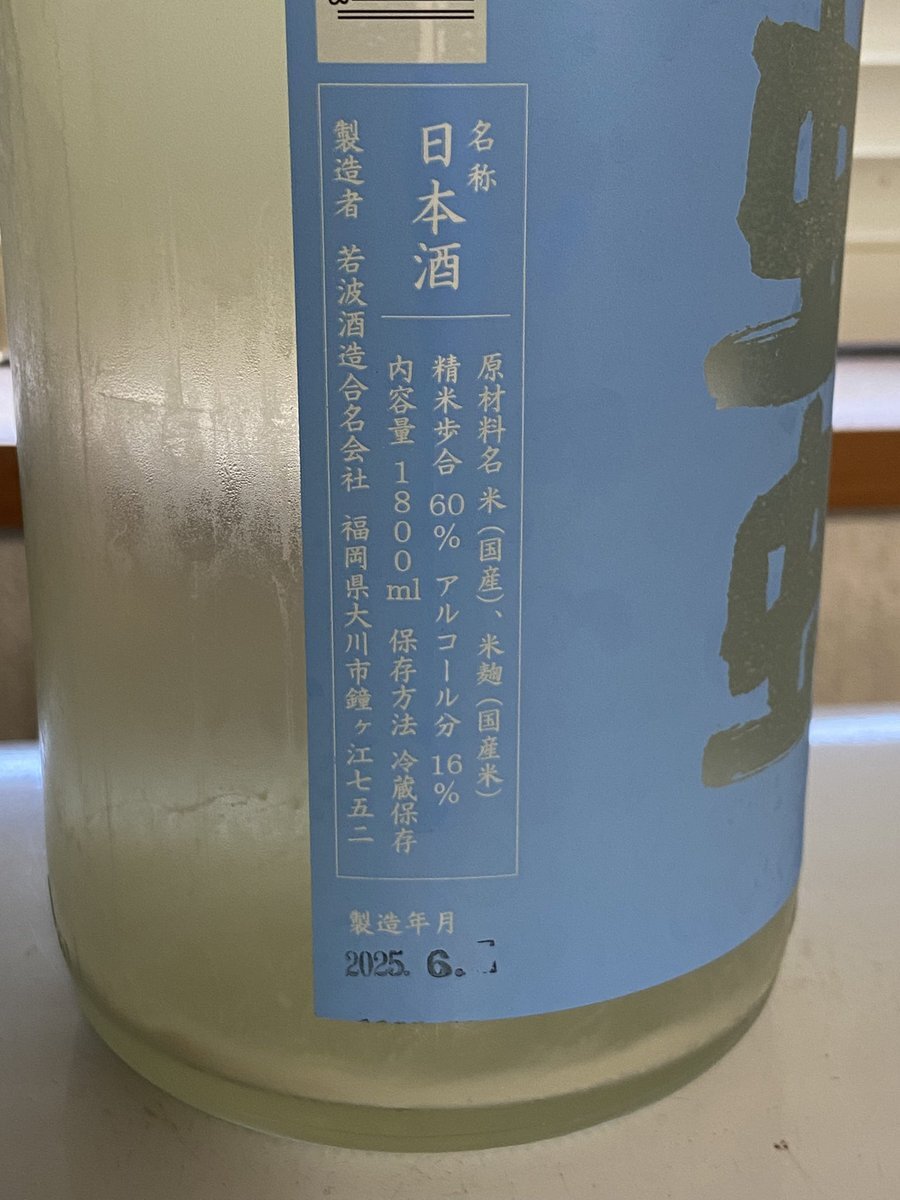 名称
日本酒
原材料名 米(国産)、米麹(国産米)
精米歩合 60% アルコール分 16%
内容量 1800ml 保存方法 冷蔵保存
製造者 若波酒造合名会社 福岡県大川市鐘ヶ江七五二
製造年月
2025. 6.